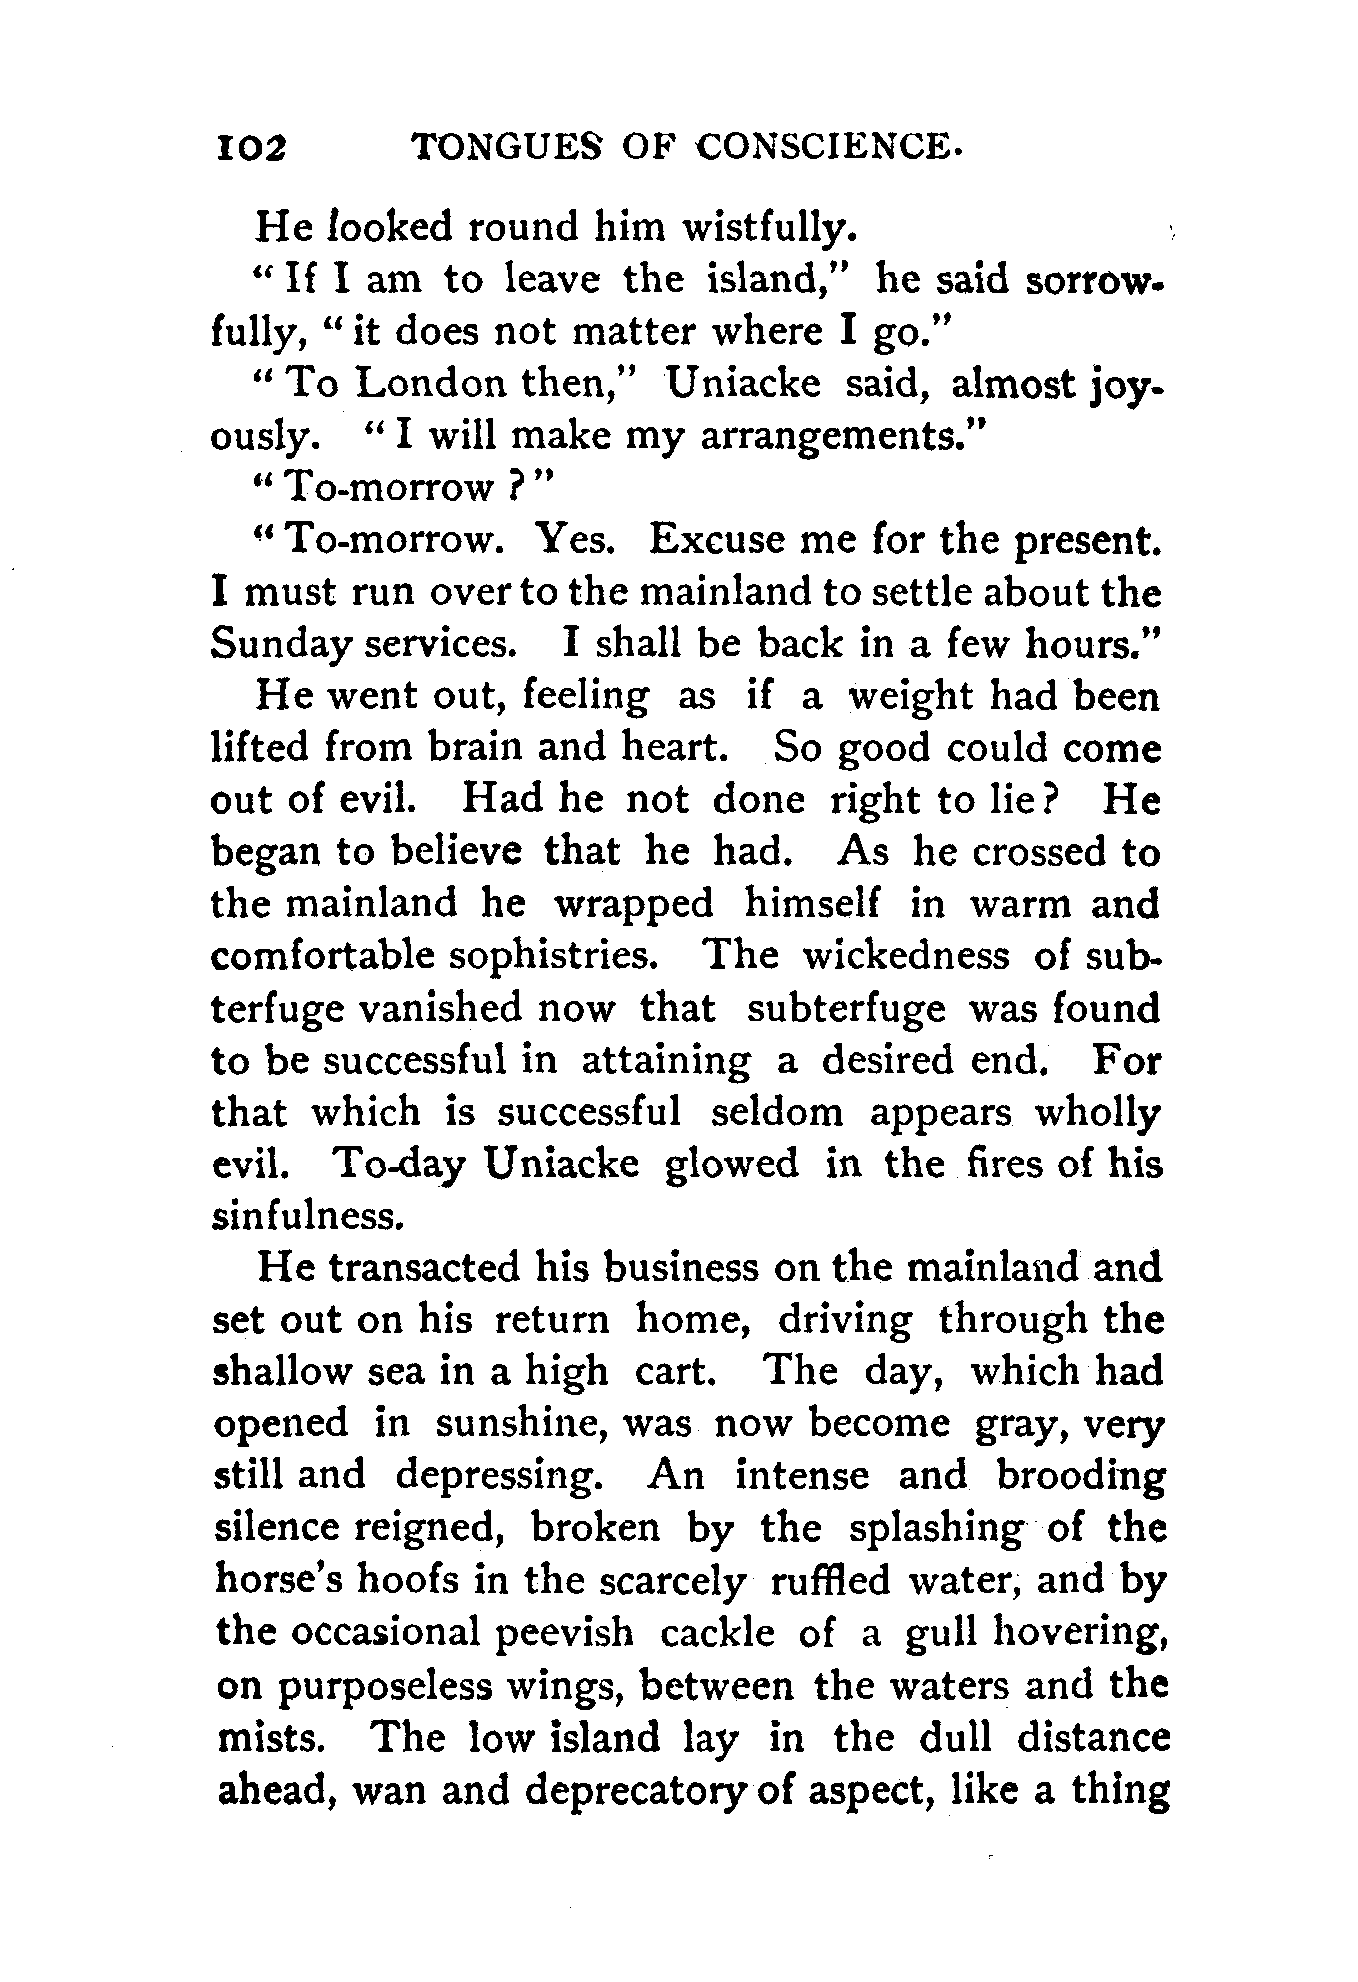 102 TONGUES OF CONSCIENCE.
He looked round him wistfully.
" If I am to leave the island," he said sorrow-
fully, " it does not matter where I go."
" To London then," Uniacke said, almost joy-
ously. " I will make my arrangements."
" To-morrow ? "
" To-morrow. Yes. Excuse me for the present.
I must run over to the mainland to settle about the
Sunday services. I shall be back in a few hours."
He went out, feeling as if a weight had been
lifted from brain and heart. So good could come
out of evil. Had he not done right to lie? He
began to believe that he had. As he crossed to
the mainland he wrapped himself in warm and
comfortable sophistries. The wickedness of sub-
terfuge vanished now that subterfuge was found
to be successful in attaining a desired end. For
that which is successful seldom appears wholly
evil. To-day Uniacke glowed in the fires of his
sinfulness.
He transacted his business on the mainland and
set out on his return home, driving through the
shallow sea in a high cart. The day, which had
opened in sunshine, was now become gray, very
still and depressing. An intense and brooding
silence reigned, broken by the splashing of the
horse's hoofs in the scarcely ruffled water, and by
the occasional peevish cackle of a gull hovering,
on purposeless wings, between the waters and the
mists. The low island lay in the dull distance
ahead, wan and deprecatory of aspect, like a thing